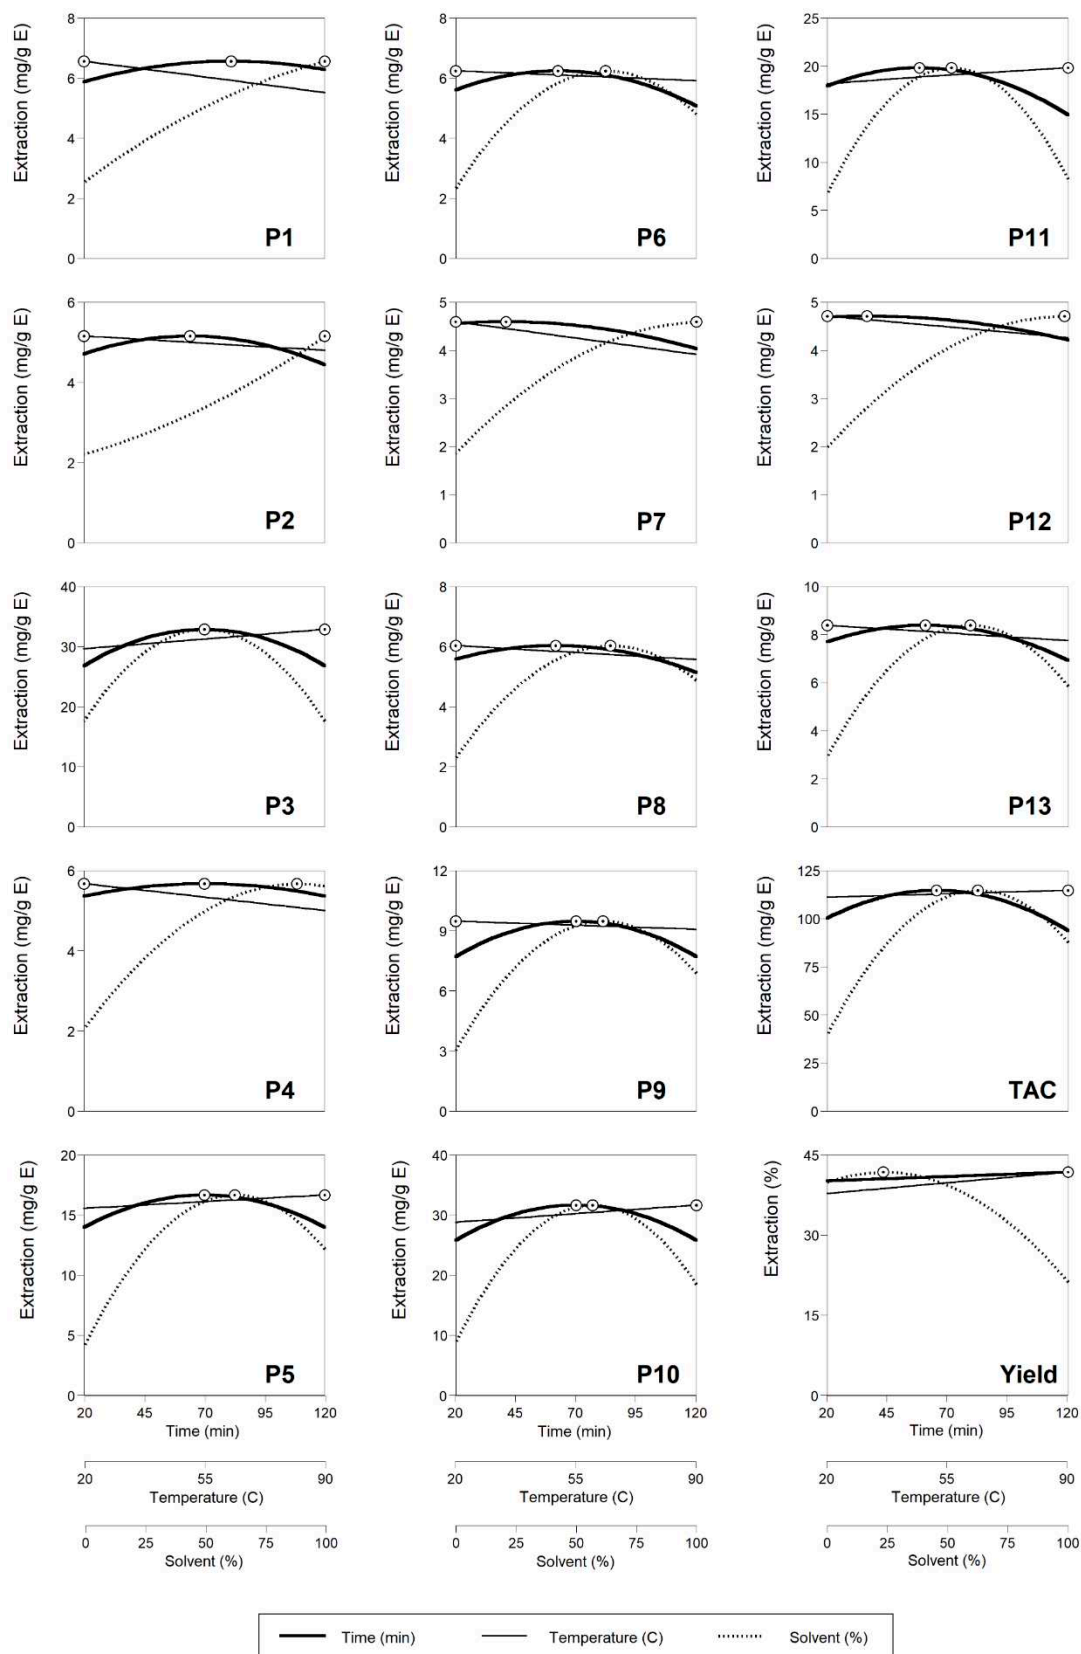 Extraction (mg/g E)
8
6
4
2
0
P1
Extraction (mg/g E)
8
6
4
2
0
P6
Extraction (mg/g E)
25
20
15
10
5
0
P11
Extraction (mg/g E)
6
4
2
0
P2
Extraction (mg/g E)
5
4
3
2
1
0
P7
Extraction (mg/g E)
5
4
3
2
1
0
P12
Extraction (mg/g E)
40
30
20
10
0
P3
Extraction (mg/g E)
8
6
4
2
0
P8
Extraction (mg/g E)
10
8
6
4
2
0
P13
Extraction (mg/g E)
6
4
2
0
P4
Extraction (mg/g E)
12
9
6
3
0
P9
Extraction (mg/g E)
125
100
75
50
25
0
TAC
Extraction (mg/g E)
20
15
10
5
0
P5
Extraction (mg/g E)
40
30
20
10
0
P10
Extraction (%)
45
30
15
0
Yield
20 45 70 95 120
Time (min)
20 45 70 95 120
Time (min)
20 45 70 95 120
Time (min)
20 55 90
Temperature (C)
20 55 90
Temperature (C)
20 55 90
Temperature (C)
0 25 50 75 100
Solvent (%)
0 25 50 75 100
Solvent (%)
0 25 50 75 100
Solvent (%)
Time (min) Temperature (C) Solvent (%)